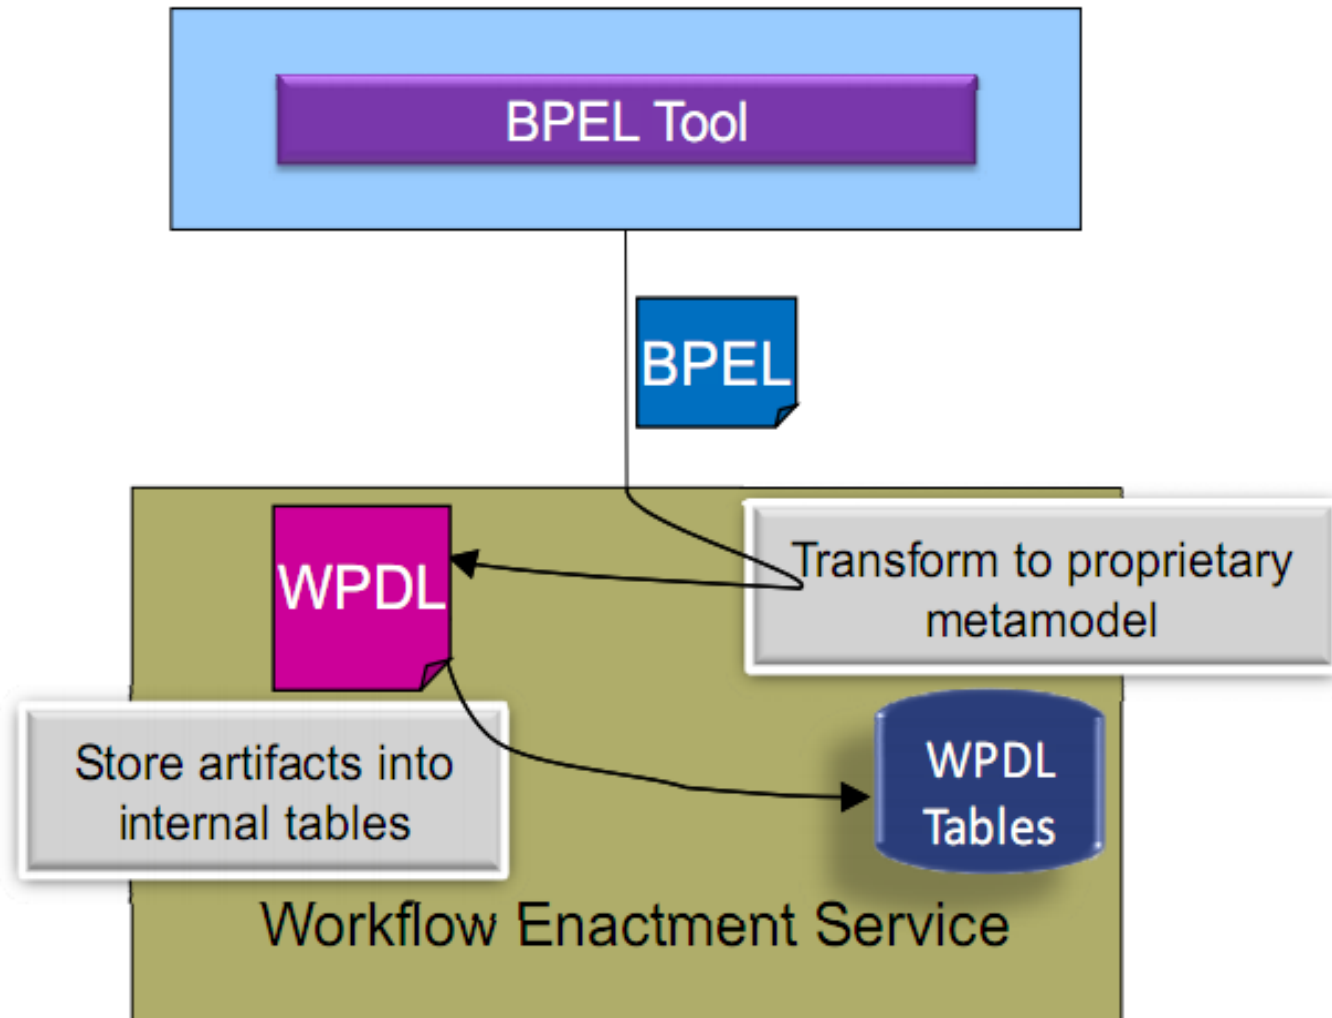 BPEL Tool
BPEL
WPDL
Transform to proprietary
metamodel
Store artifacts into
internal tables
WPDL
Tables
Workflow Enactment Service